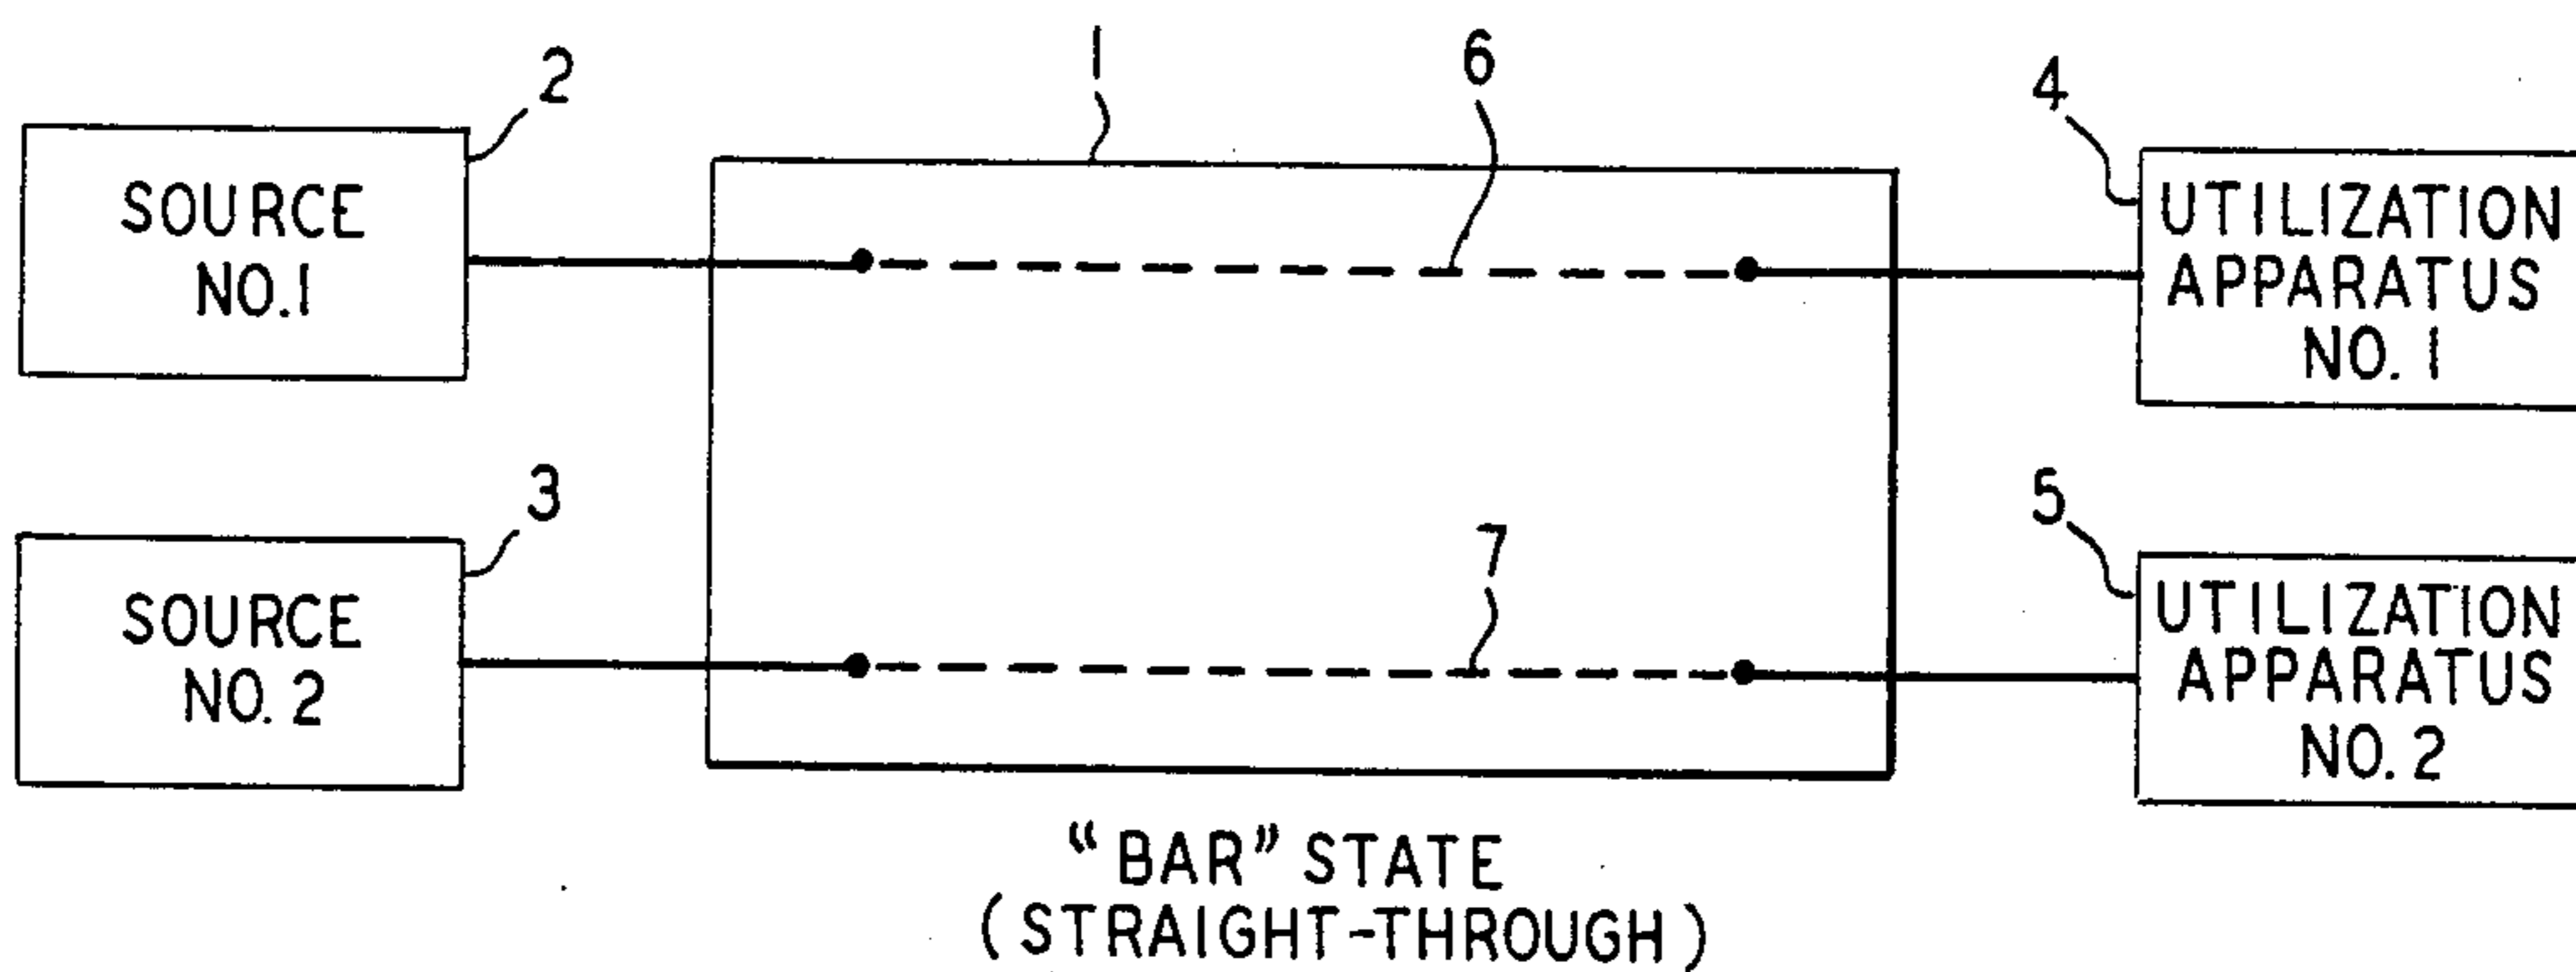 1
6
2
4
SOURCE
NO.1
UTILIZATION
APPARATUS
NO. 1
3
7
5
SOURCE
NO. 2
UTILIZATION
APPARATUS
NO. 2
“BAR” STATE
(STRAIGHT-THROUGH)